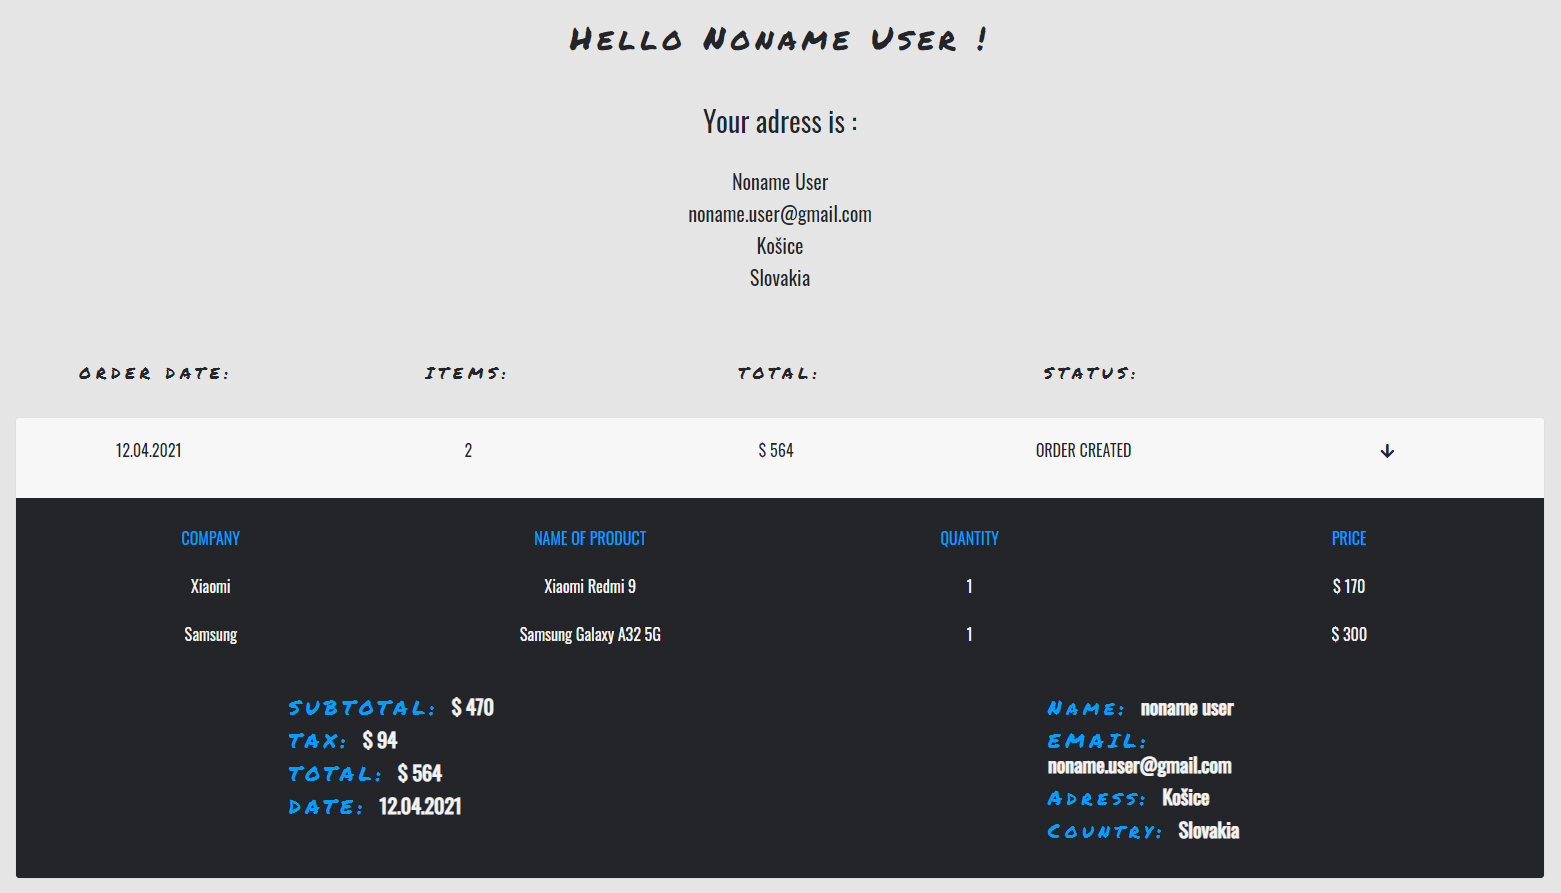 Hello Noname User !
Your adress is :
Noname User
noname.user@gmail.com
Košice
Slovakia
ORDER DATE: ITEMS: TOTAL: STATUS:
12.04.2021 2 $ 564 ORDER CREATED
COMPANY NAME OF PRODUCT QUANTITY PRICE
Xiaomi Xiaomi Redmi 9 1 $ 170
Samsung Samsung Galaxy A32 5G 1 $ 300
SUBTOTAL: $ 470
TAX: $ 94
TOTAL: $ 564
DATE: 12.04.2021
Name: noname user
EMAIL:
noname.user@gmail.com
Adress: Košice
Country: Slovakia